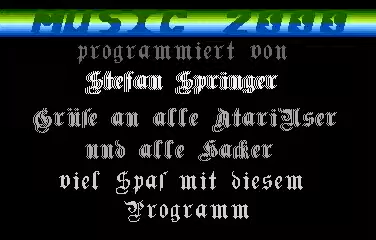 MUSIC 2000
programmiert von
Stefan Springer
Grüße an alle AtariUser
und alle Hacker
viel Spaß mit diesem
Programm